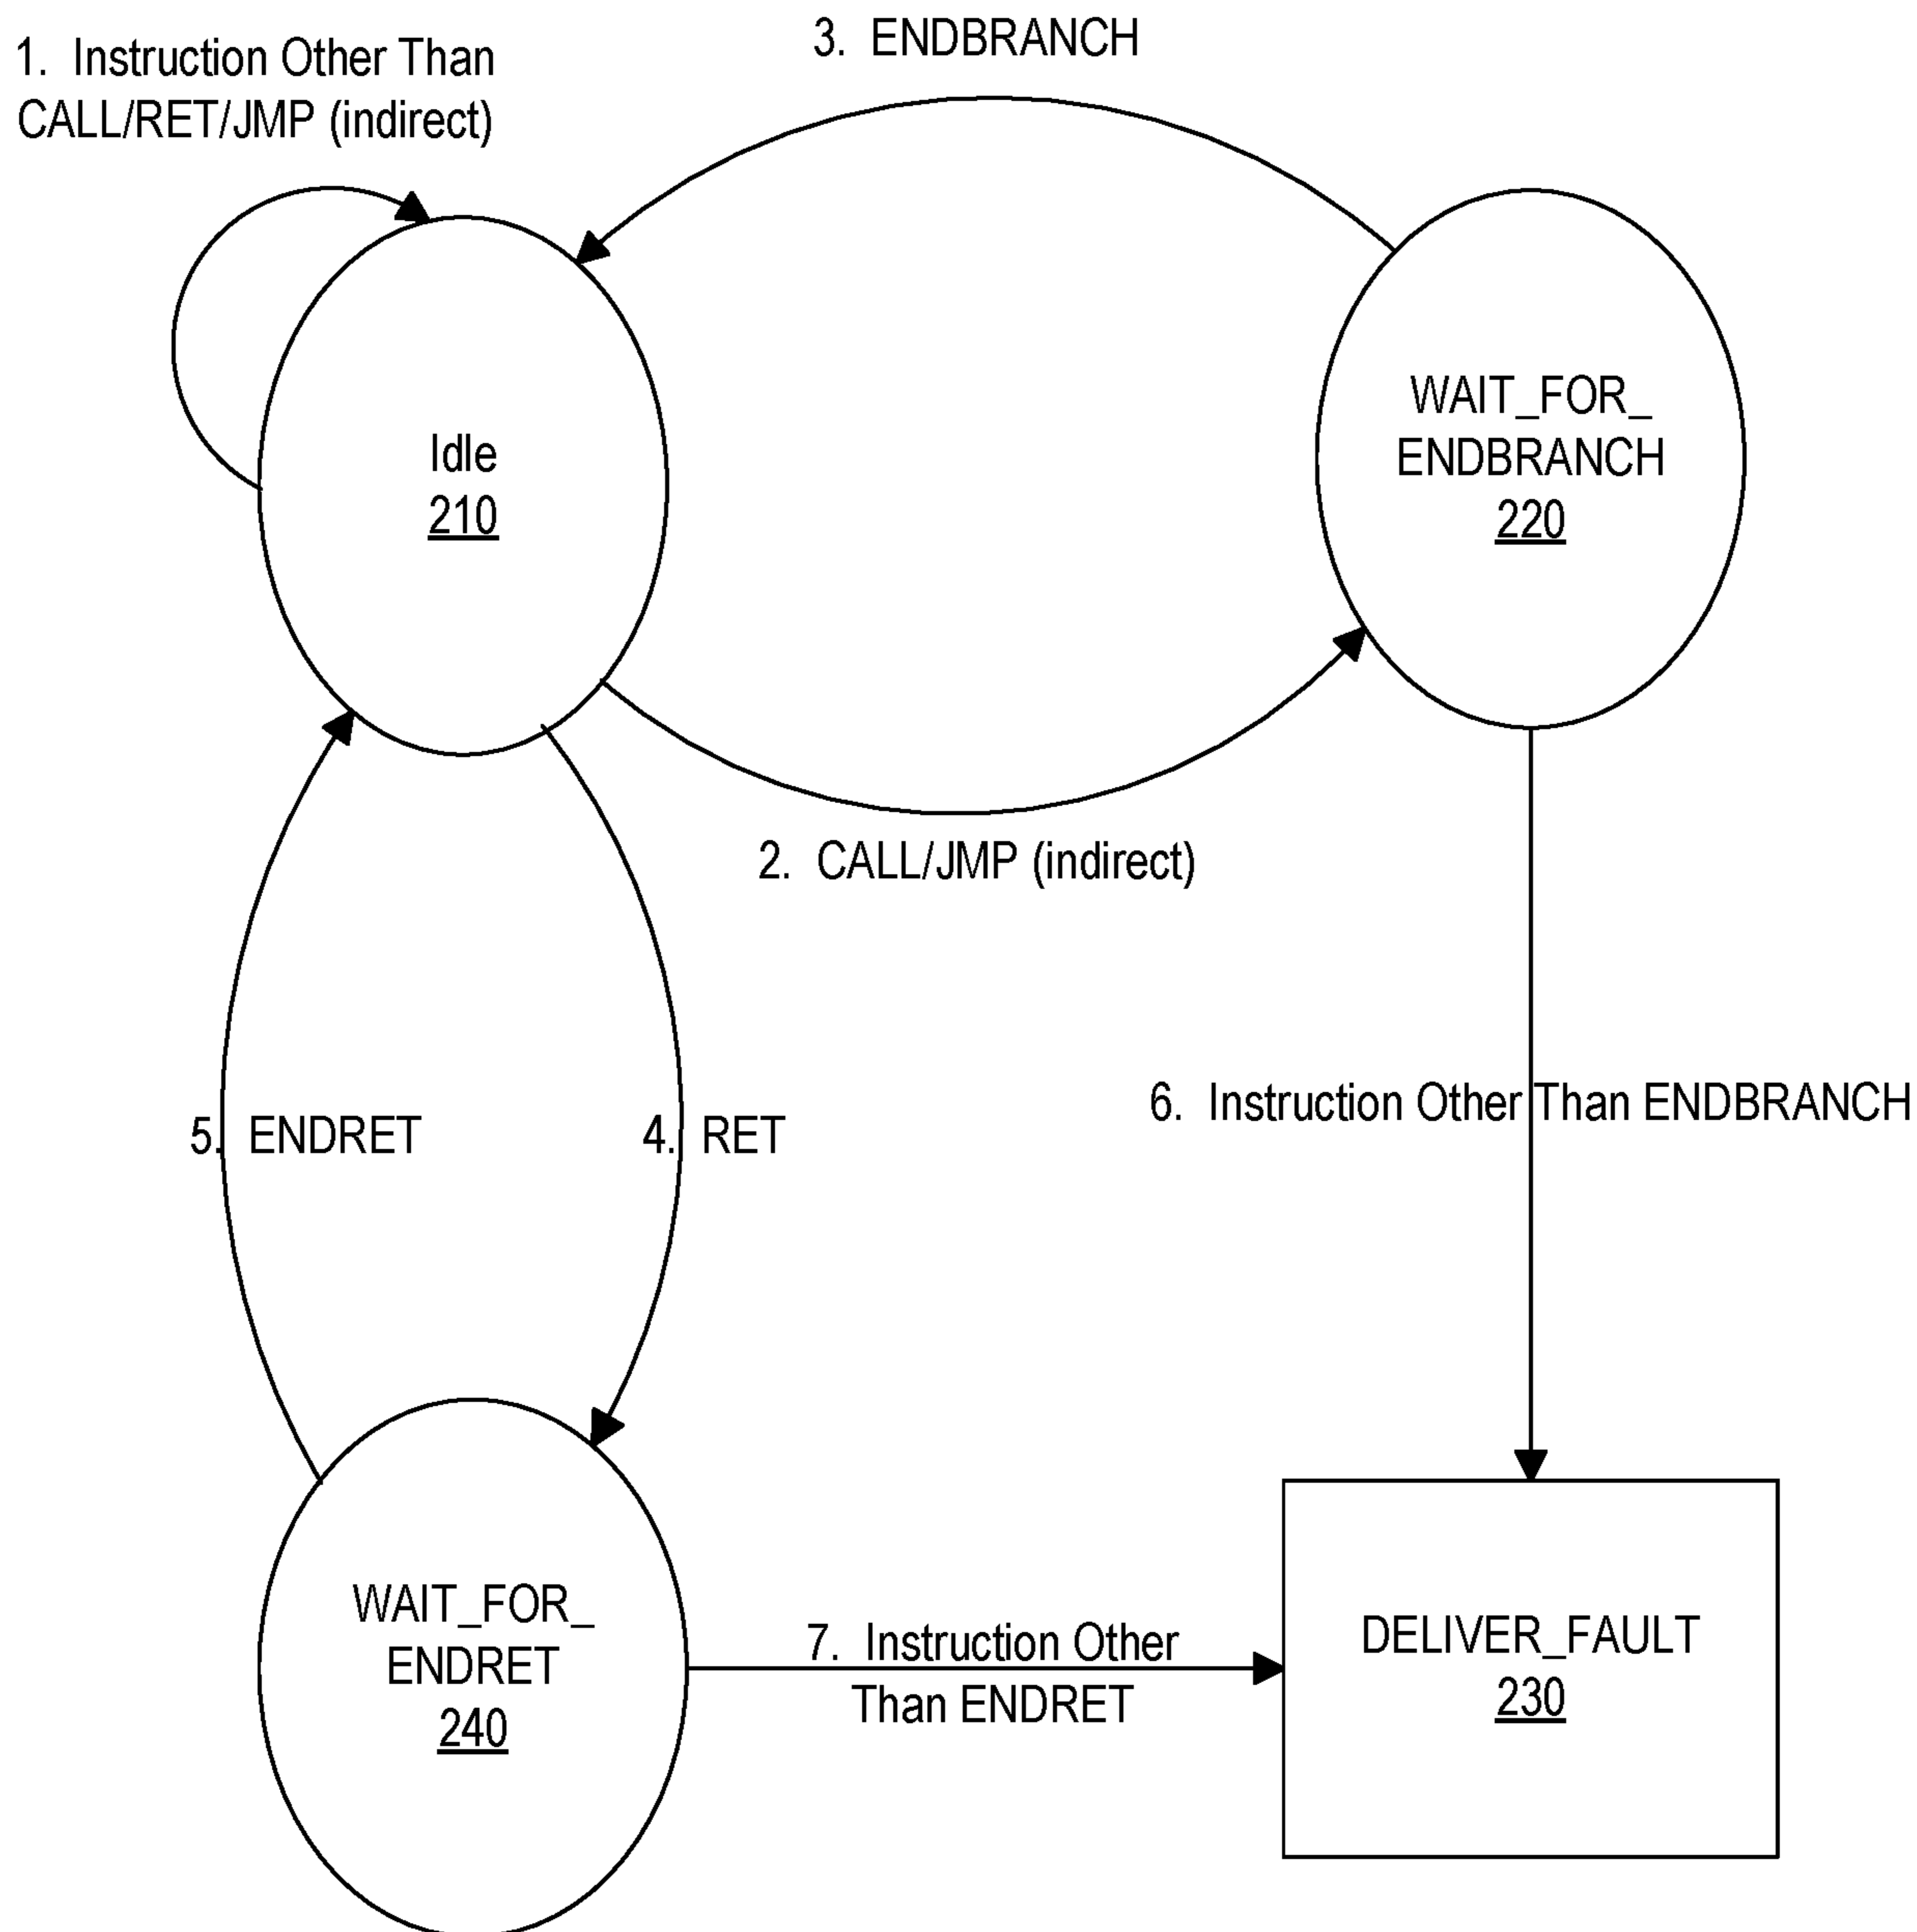 3. ENDBRANCH
1. Instruction Other Than
CALL/RET/JMP (indirect)
Idle
210
WAIT_FOR_
ENDBRANCH
220
2. CALL/JMP (indirect)
6. Instruction Other Than ENDBRANCH
5. ENDRET
4. RET
WAIT_FOR_
ENDRET
240
7. Instruction Other
Than ENDRET
DELIVER_FAULT
230